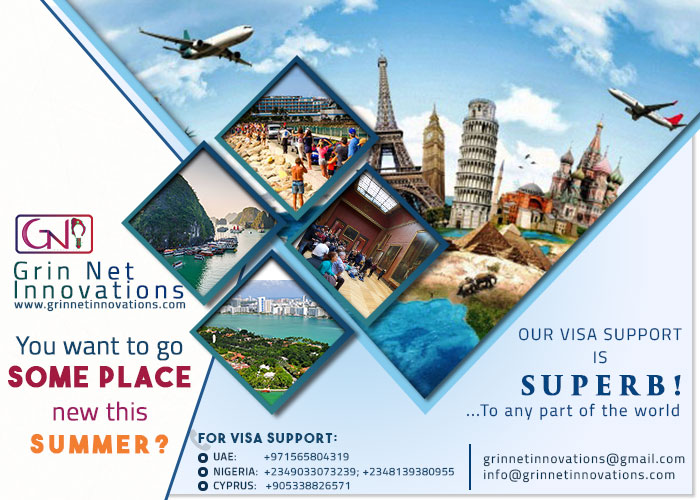 GN
Grin Net
Innovations
www.grinnetinnovations.com
You want to go
SOME PLACE
new this
SUMMER?
OUR VISA SUPPORT
IS
SUPERB!
...To any part of the world
FOR VISA SUPPORT:
UAE: +971565804319
NIGERIA: +2349033073239; +2348139380955
CYPRUS: +905338826571
grinnetinnovations@gmail.com
info@grinnetinnovations.com